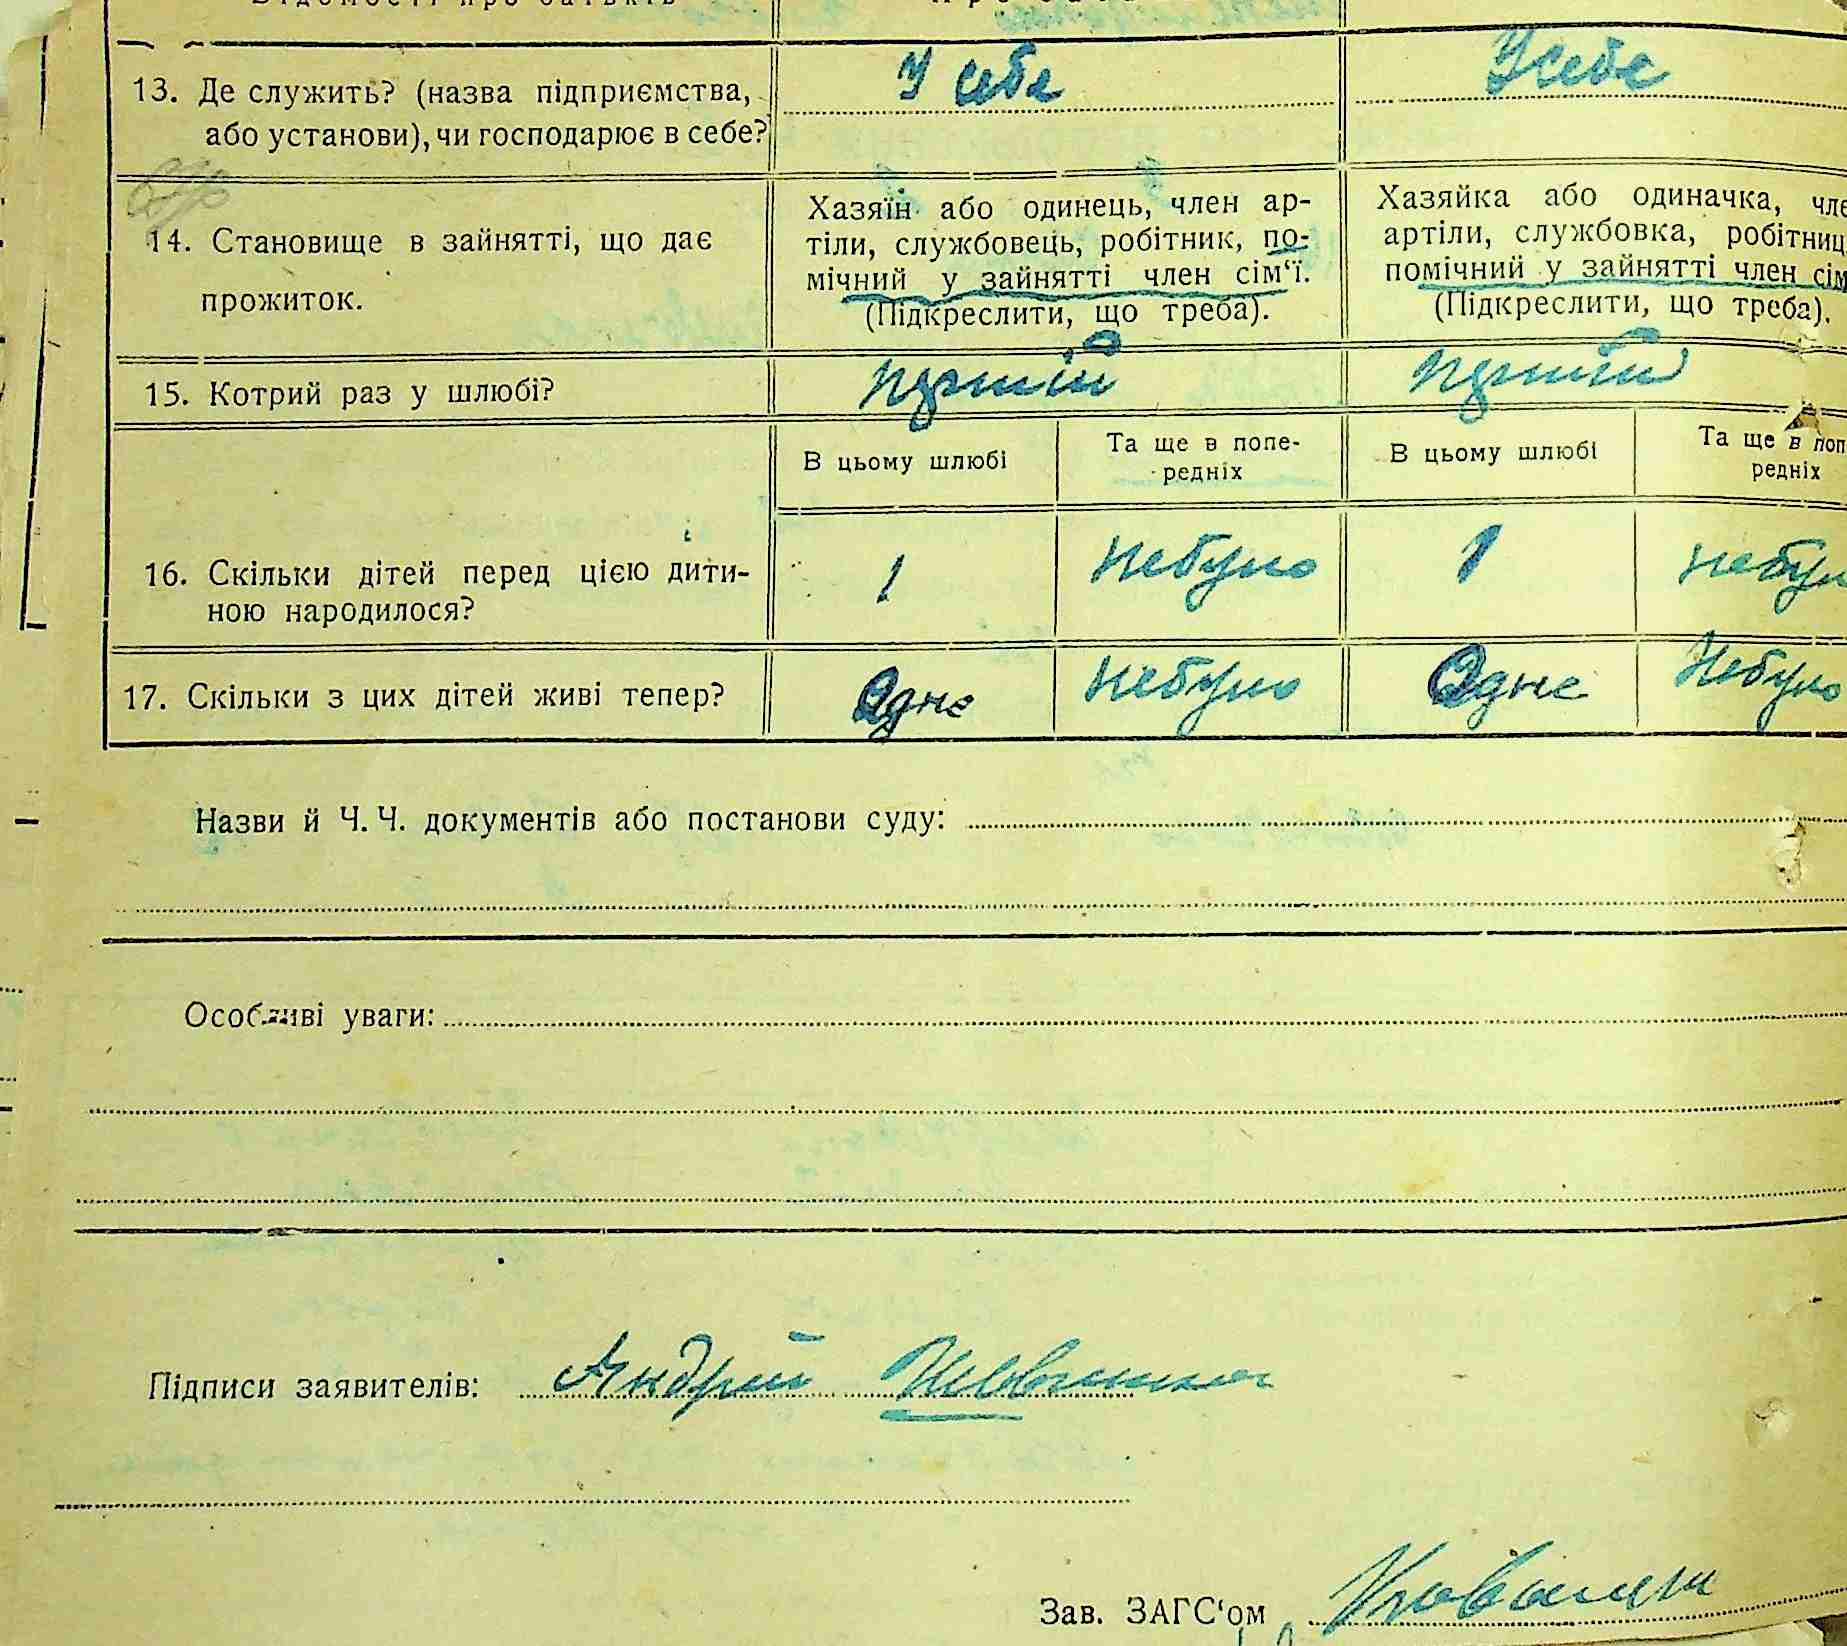 Відомості про батьків
13. Де служить? (назва підприємства, або установи), чи господарює в себе?
У себе
У себе
14. Становище в зайнятті, що дає прожиток.
Хазяїн або одинець, член ар-
тіли, службовець, робітник, по-
мічний у зайнятті член сім‘ї.
(Підкреслити, що треба).
Хазяйка або одиначка, чле
артіли, службовка, робітниц
помічний у зайнятті член сім
(Підкреслити, що треба).
15. Котрий раз у шлюбі?
перший
перший
В цьому шлюбі
Та ще в попе-
редніх
В цьому шлюбі
Та ще в поп
редніх
16. Скільки дітей перед цією дити-
ною народилося?
1
небуло
1
небуло
17. Скільки з цих дітей живі тепер?
Одне
небуло
Одне
Небуло
Назви й Ч. Ч. документів або постанови суду:
Особливі уваги:
Підписи заявителів: Андрій
Зав. ЗАГС‘ом